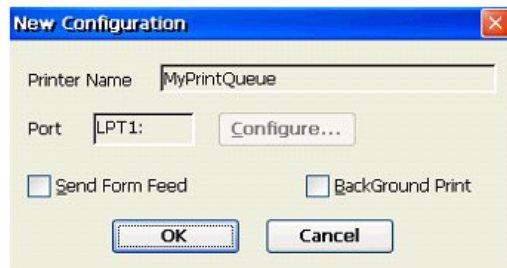 New Configuration
Printer Name MyPrintQueue
Port LPT1: Configure...
Send Form Feed BackGround Print
OK Cancel